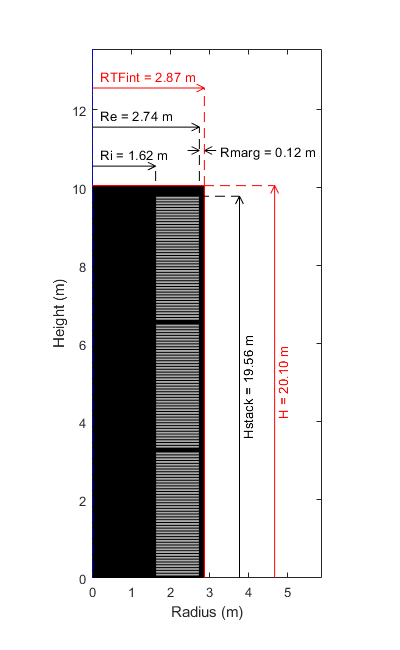 RTFint = 2.87 m
Re = 2.74 m
Rmarg = 0.12 m
Ri = 1.62 m
12
10
8
6
4
2
0
Height (m)
Hstack = 19.56 m
H = 20.10 m
0 1 2 3 4 5
Radius (m)